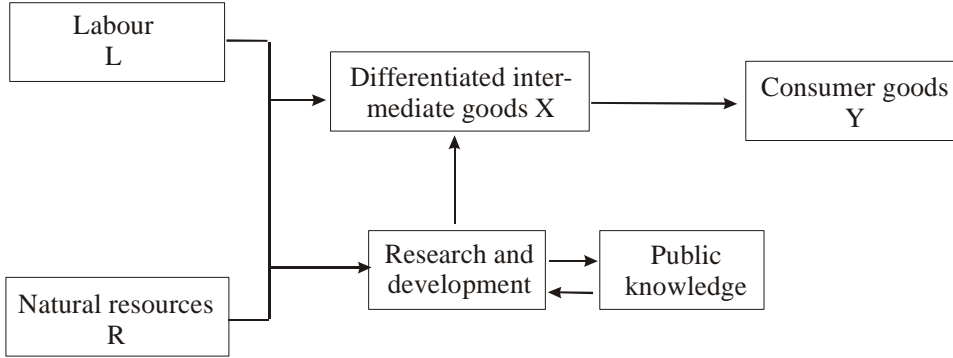 Labour
L
Differentiated inter-
mediate goods X
Consumer goods
Y
Research and
development
Public
knowledge
Natural resources
R